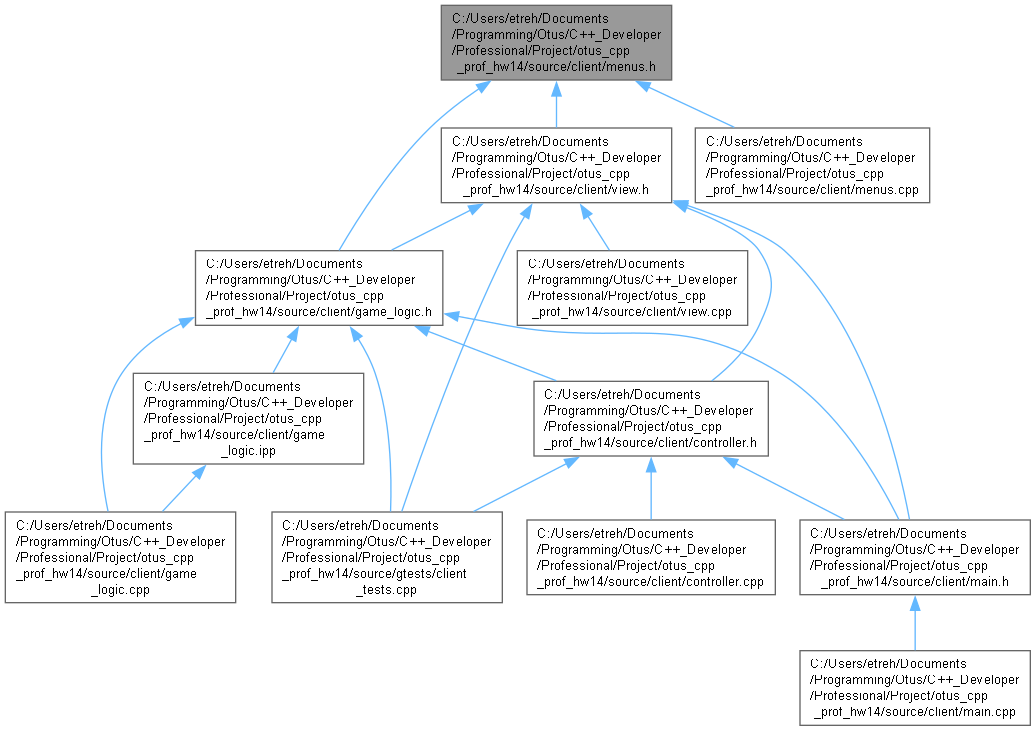 C:/Users/etreh/Documents
/Programming/Otus/C++_Developer
/Professional/Project/otus_cpp
_prof_hw14/source/client/menus.h
C:/Users/etreh/Documents
/Programming/Otus/C++_Developer
/Professional/Project/otus_cpp
_prof_hw14/source/client/view.h
C:/Users/etreh/Documents
/Programming/Otus/C++_Developer
/Professional/Project/otus_cpp
_prof_hw14/source/client/menus.cpp
C:/Users/etreh/Documents
/Programming/Otus/C++_Developer
/Professional/Project/otus_cpp
_prof_hw14/source/client/game_logic.h
C:/Users/etreh/Documents
/Programming/Otus/C++_Developer
/Professional/Project/otus_cpp
_prof_hw14/source/client/view.cpp
C:/Users/etreh/Documents
/Programming/Otus/C++_Developer
/Professional/Project/otus_cpp
_prof_hw14/source/client/game
_logic.ipp
C:/Users/etreh/Documents
/Programming/Otus/C++_Developer
/Professional/Project/otus_cpp
_prof_hw14/source/client/controller.h
C:/Users/etreh/Documents
/Programming/Otus/C++_Developer
/Professional/Project/otus_cpp
_prof_hw14/source/client/game
_logic.cpp
C:/Users/etreh/Documents
/Programming/Otus/C++_Developer
/Professional/Project/otus_cpp
_prof_hw14/source/gtests/client
_tests.cpp
C:/Users/etreh/Documents
/Programming/Otus/C++_Developer
/Professional/Project/otus_cpp
_prof_hw14/source/client/controller.cpp
C:/Users/etreh/Documents
/Programming/Otus/C++_Developer
/Professional/Project/otus_cpp
_prof_hw14/source/client/main.h
C:/Users/etreh/Documents
/Programming/Otus/C++_Developer
/Professional/Project/otus_cpp
_prof_hw14/source/client/main.cpp